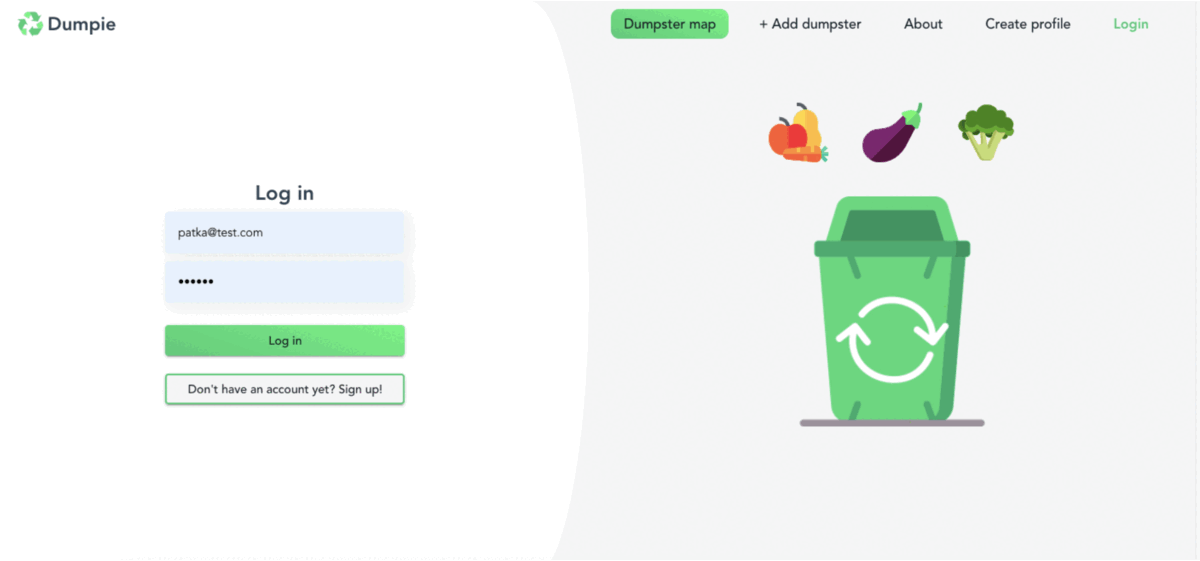 Dumpie
Dumpster map
+ Add dumpster
About
Create profile
Login
Log in
patka@test.com
••••••
Log in
Don't have an account yet? Sign up!